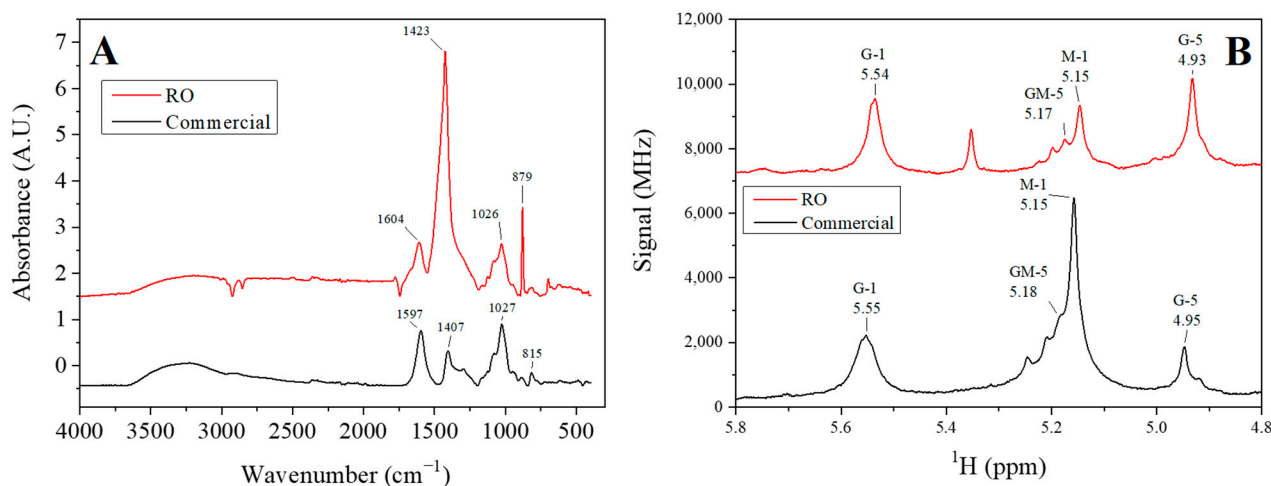 A
RO
Commercial
1423
879
1604
1026
1597
1407
1027
815
7
6
5
4
3
2
1
0
Absorbance (A.U.)
4000
3500
3000
2500
2000
1500
1000
500
Wavenumber (cm⁻¹)
B
G-1
5.54
GM-5
5.17
M-1
5.15
G-5
4.93
RO
Commercial
G-1
5.55
GM-5
5.18
M-1
5.15
G-5
4.95
12,000
10,000
8,000
6,000
4,000
2,000
0
Signal (MHz)
5.8
5.6
5.4
5.2
5.0
4.8
¹H (ppm)